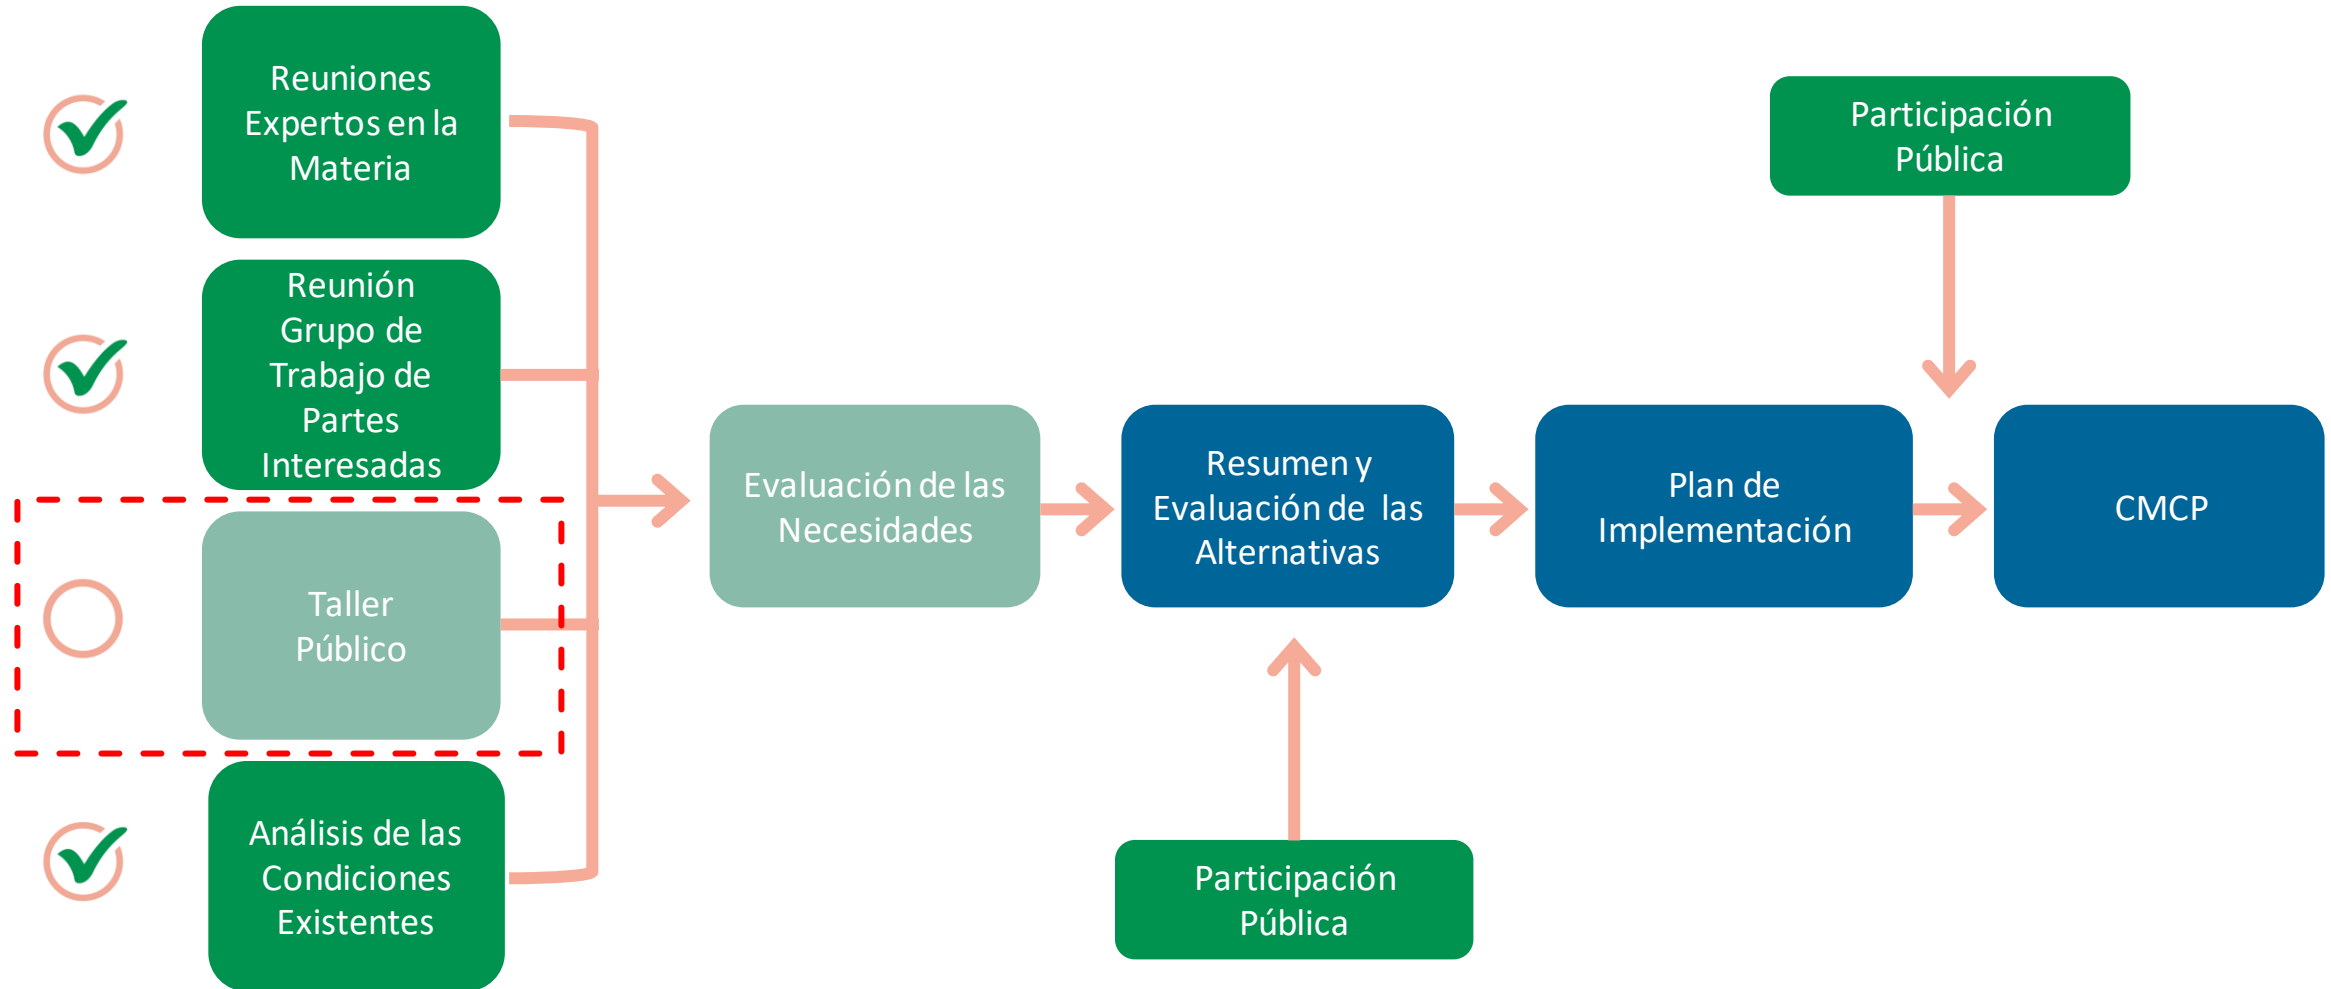 Reuniones
Expertos en la
Materia
Reunión
Grupo de
Trabajo de
Partes
Interesadas
Taller
Público
Análisis de las
Condiciones
Existentes
Evaluación de las
Necesidades
Resumen y
Evaluación de las
Alternativas
Participación
Pública
Plan de
Implementación
Participación
Pública
CMCP